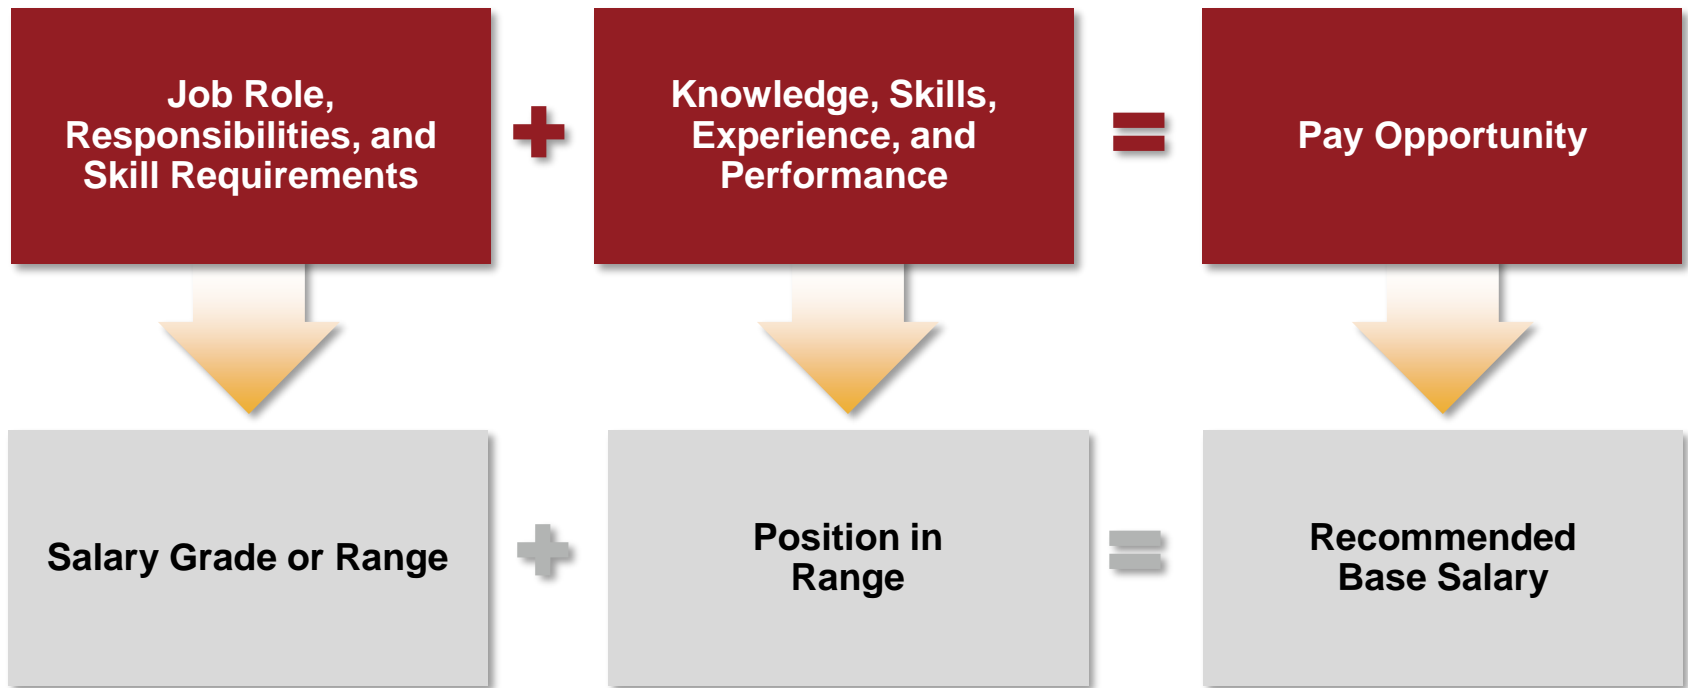 Job Role,
Responsibilities, and
Skill Requirements
+
Knowledge, Skills,
Experience, and
Performance
=
Pay Opportunity
Salary Grade or Range
+
Position in
Range
=
Recommended
Base Salary